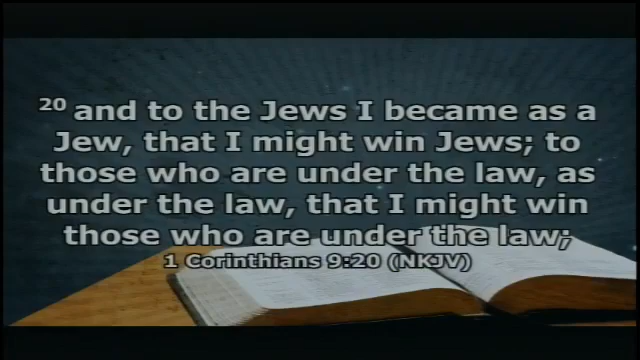 20 and to the Jews I became as a
Jew, that I might win Jews; to
those who are under the law, as
under the law, that I might win
those who are under the law;
1 Corinthians 9:20 (NKJV)